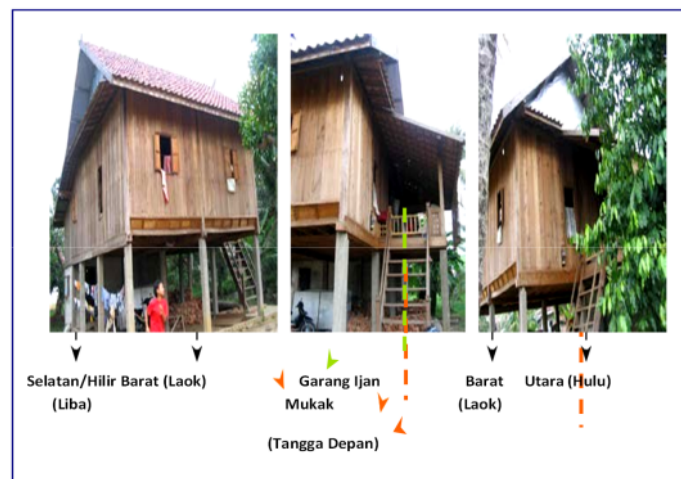 Selatan/Hilir Barat (Laok)
(Liba)
Garang Ijan
Mukak
(Tangga Depan)
Barat
(Laok)
Utara (Hulu)